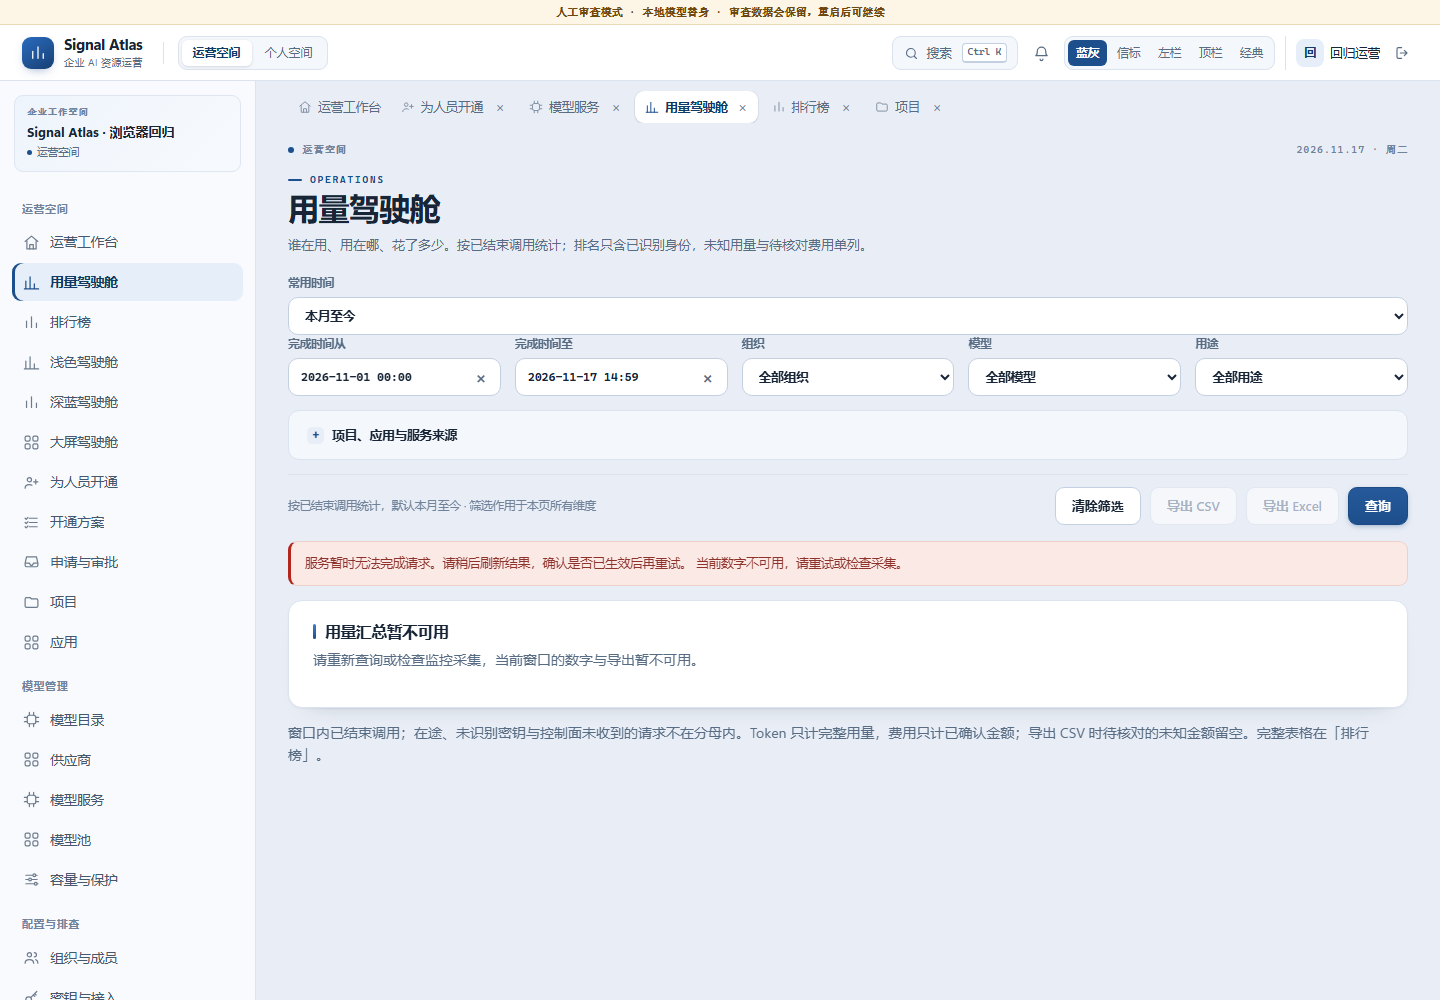 人工审查模式 · 本地模型替身 · 审查数据会保留，重启后可继续
Signal Atlas
企业 AI 资源运营
运营空间
个人空间
搜索 Ctrl K
蓝灰
信标
左栏
顶栏
经典
回
回归运营
企业工作空间
Signal Atlas · 浏览器回归
运营空间
运营空间
运营工作台
用量驾驶舱
排行榜
浅色驾驶舱
深蓝驾驶舱
大屏驾驶舱
为人员开通
开通方案
申请与审批
项目
应用
模型管理
模型目录
供应商
模型服务
模型池
容量与保护
配置与排查
组织与成员
密钥与接入
运营工作台
为人员开通 ×
模型服务 ×
用量驾驶舱 ×
排行榜 ×
项目 ×
运营空间
2026.11.17 · 周二
OPERATIONS
用量驾驶舱
谁在用、用在哪、花了多少。按已结束调用统计；排名只含已识别身份，未知用量与待核对费用单列。
常用时间
本月至今
完成时间从
完成时间至
组织
模型
用途
2026-11-01 00:00 ×
2026-11-17 14:59 ×
全部组织
全部模型
全部用途
+ 项目、应用与服务来源
按已结束调用统计，默认本月至今 · 筛选作用于本页所有维度
清除筛选
导出 CSV
导出 Excel
查询
服务暂时无法完成请求。请稍后刷新结果，确认是否已生效后再重试。 当前数字不可用，请重试或检查采集。
用量汇总暂不可用
请重新查询或检查监控采集，当前窗口的数字与导出暂不可用。
窗口内已结束调用；在途、未识别密钥与控制面未收到的请求不在分母内。Token 只计完整用量，费用只计已确认金额；导出 CSV 时待核对的未知金额留空。完整表格在「排行
榜」。